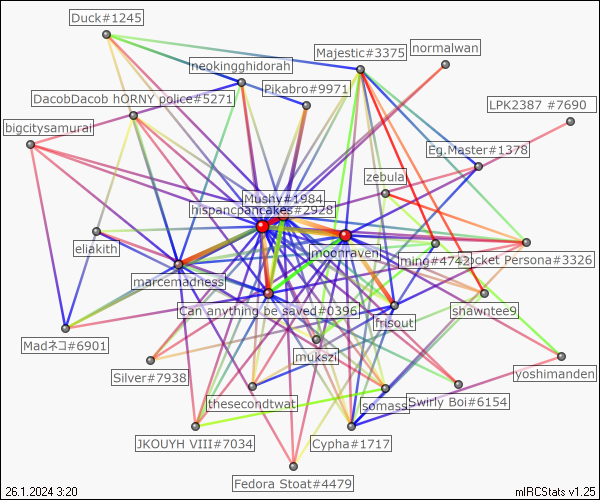 Duck#1245
Majestic#3375
normalwan
neokingghidorah
Pikabro#9971
DacobDacob hORNY police#5271
LPK2387 #7690
bigcitysamurai
Eg.Master#1378
zebula
Mushy#1984
hispancpancakes#2928
eliakith
moonraven
ming#4742
cket Persona#3326
marcemadness
Can anything be saved#0396
shawntee9
frisout
Madネコ#6901
mukszi
Silver#7938
yoshimanden
thesecondtwat
somass
Swirly Boi#6154
JKOUYH VIII#7034
Cypha#1717
Fedora Stoat#4479
26.1.2024 3:20
mIRCStats v1.25